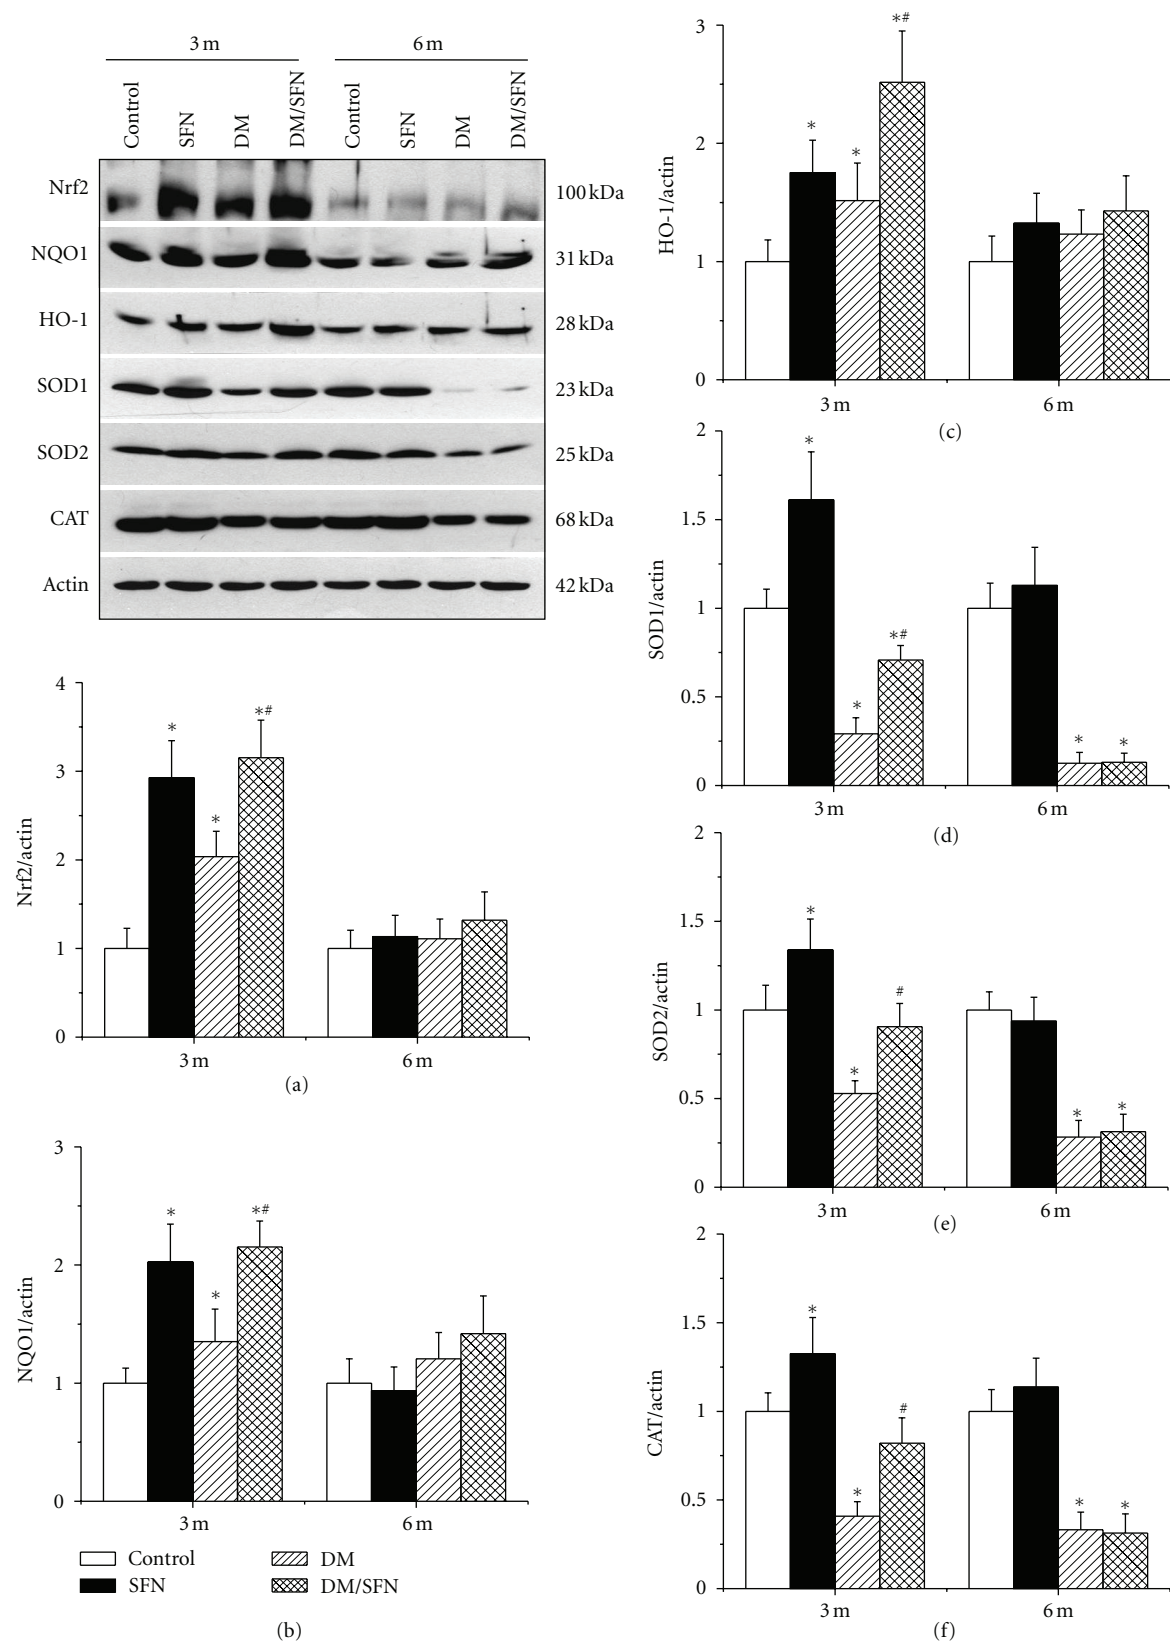 3 m 6 m
Control SFN DM DM/SFN Control SFN DM DM/SFN
Nrf2 100 kDa
NQO1 31 kDa
HO-1 28 kDa
SOD1 23 kDa
SOD2 25 kDa
CAT 68 kDa
Actin 42 kDa
4
3
2
1
0
Nrf2/actin
* * *#
3 m 6 m
(a)
3
2
1
0
NQO1/actin
* * *#
3 m 6 m
Control DM
SFN DM/SFN
(b)
3
2
1
0
HO-1/actin
* * *#
3 m 6 m
(c)
2
1.5
1
0.5
0
SOD1/actin
* * *# * *
3 m 6 m
(d)
2
1.5
1
0.5
0
SOD2/actin
* * # * *
3 m 6 m
(e)
2
1.5
1
0.5
0
CAT/actin
* * # * *
3 m 6 m
(f)